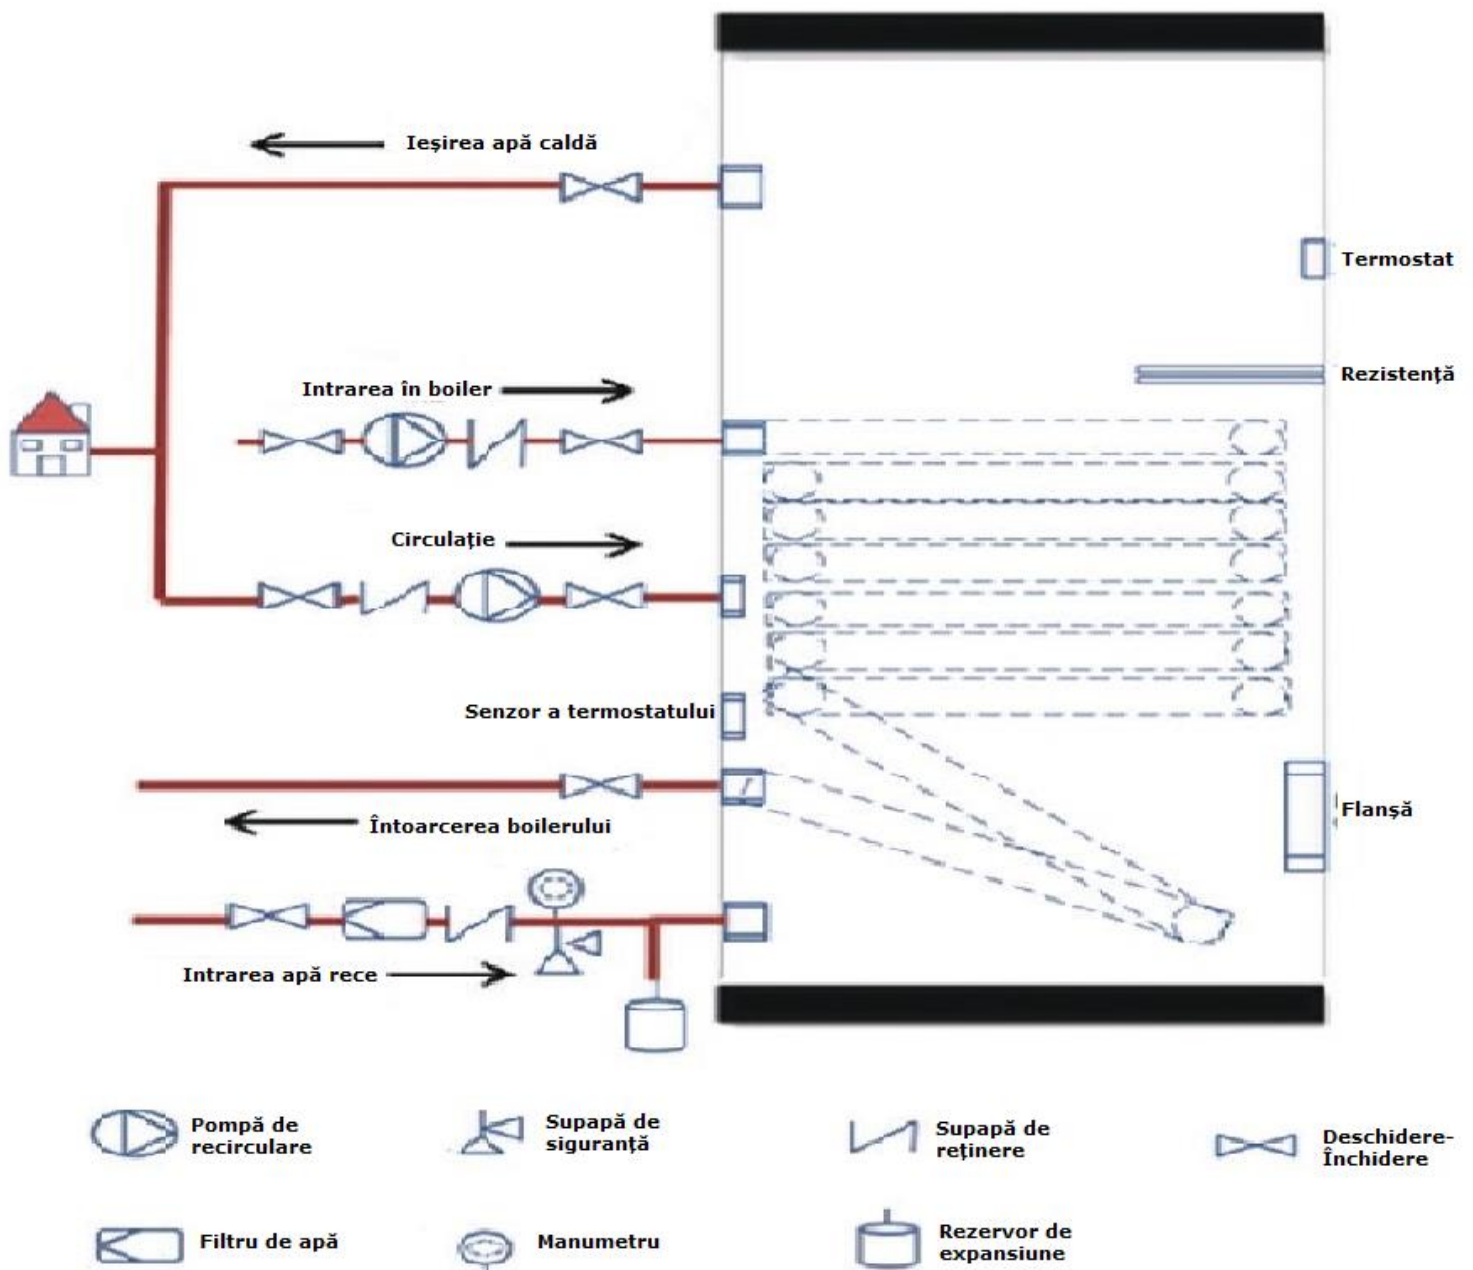 Ieşirea apă caldă
Termostat
Rezistenţă
Intrarea în boiler
Circulaţie
Senzor a termostatului
Flanşă
Întoarcerea boilerului
Intrarea apă rece
Pompă de
recirculare
Supapă de
siguranţă
Supapă de
reţinere
Deschidere-
Închidere
Filtru de apă
Manumetru
Rezervor de
expansiune